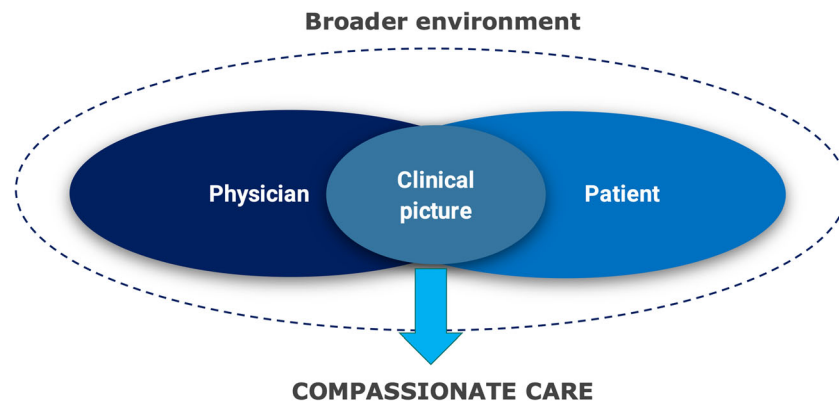 Broader environment
Physician
Clinical
picture
Patient
COMPASSIONATE CARE